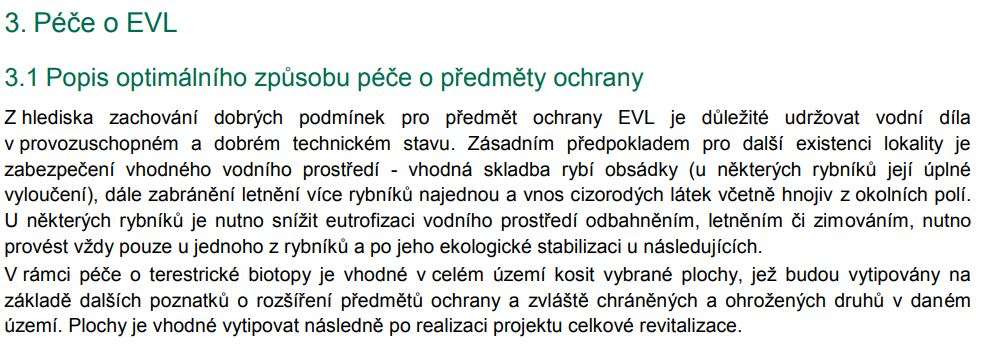 3. Péče o EVL
3.1 Popis optimálního způsobu péče o předměty ochrany
Z hlediska zachování dobrých podmínek pro předmět ochrany EVL je důležité udržovat vodní díla
v provozuschopném a dobrém technickém stavu. Zásadním předpokladem pro další existenci lokality je
zabezpečení vhodného vodního prostředí - vhodná skladba rybí obsádky (u některých rybníků její úplné
vyloučení), dále zabránění letnění více rybníků najednou a vnos cizorodých látek včetně hnojiv z okolních polí.
U některých rybníků je nutno snížit eutrofizaci vodního prostředí odbahněním, letněním či zimováním, nutno
provést vždy pouze u jednoho z rybníků a po jeho ekologické stabilizaci u následujících.
V rámci péče o terestrické biotopy je vhodné v celém území kosit vybrané plochy, jež budou vytipovány na
základě dalších poznatků o rozšíření předmětů ochrany a zvláště chráněných a ohrožených druhů v daném
území. Plochy je vhodné vytipovat následně po realizaci projektu celkové revitalizace.